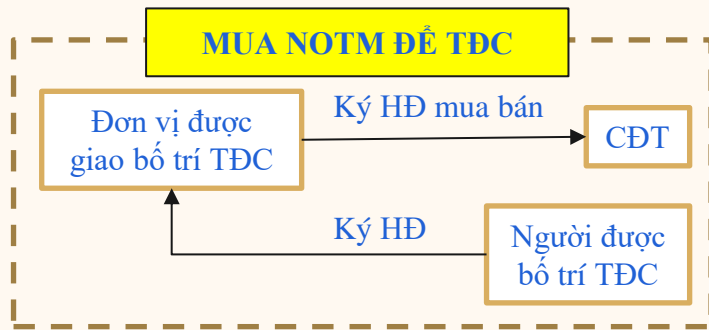 MUA NOTM ĐỂ TĐC
Đơn vị được
giao bố trí TĐC
Ký HĐ mua bán
CĐT
Ký HĐ
Người được
bố trí TĐC